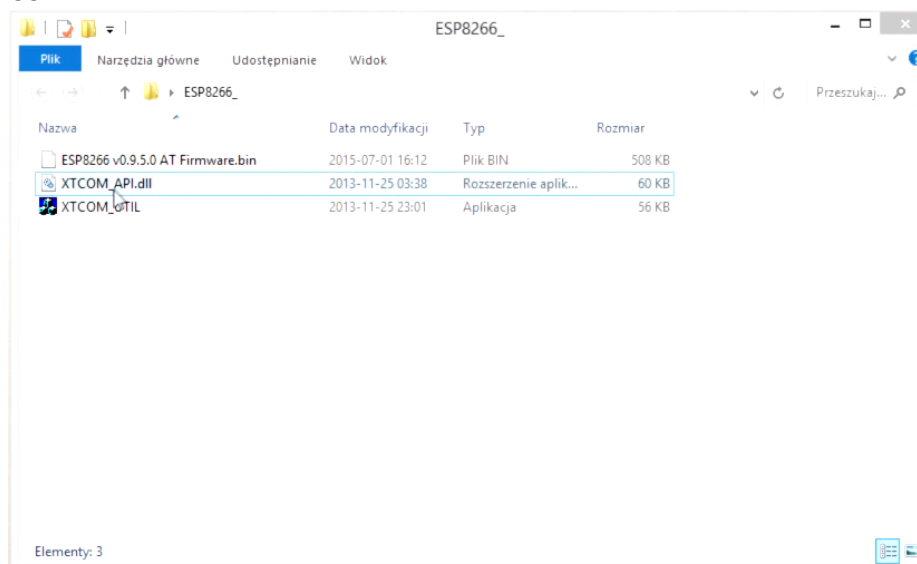 ESP8266_
Plik Narzędzia główne Udostępnianie Widok
ESP8266_ Przeszukaj...
Nazwa Data modyfikacji Typ Rozmiar
ESP8266 v0.9.5.0 AT Firmware.bin 2015-07-01 16:12 Plik BIN 508 KB
XTCOM_API.dll 2013-11-25 03:38 Rozszerzenie aplik... 60 KB
XTCOM_UTIL 2013-11-25 23:01 Aplikacja 56 KB
Elementy: 3